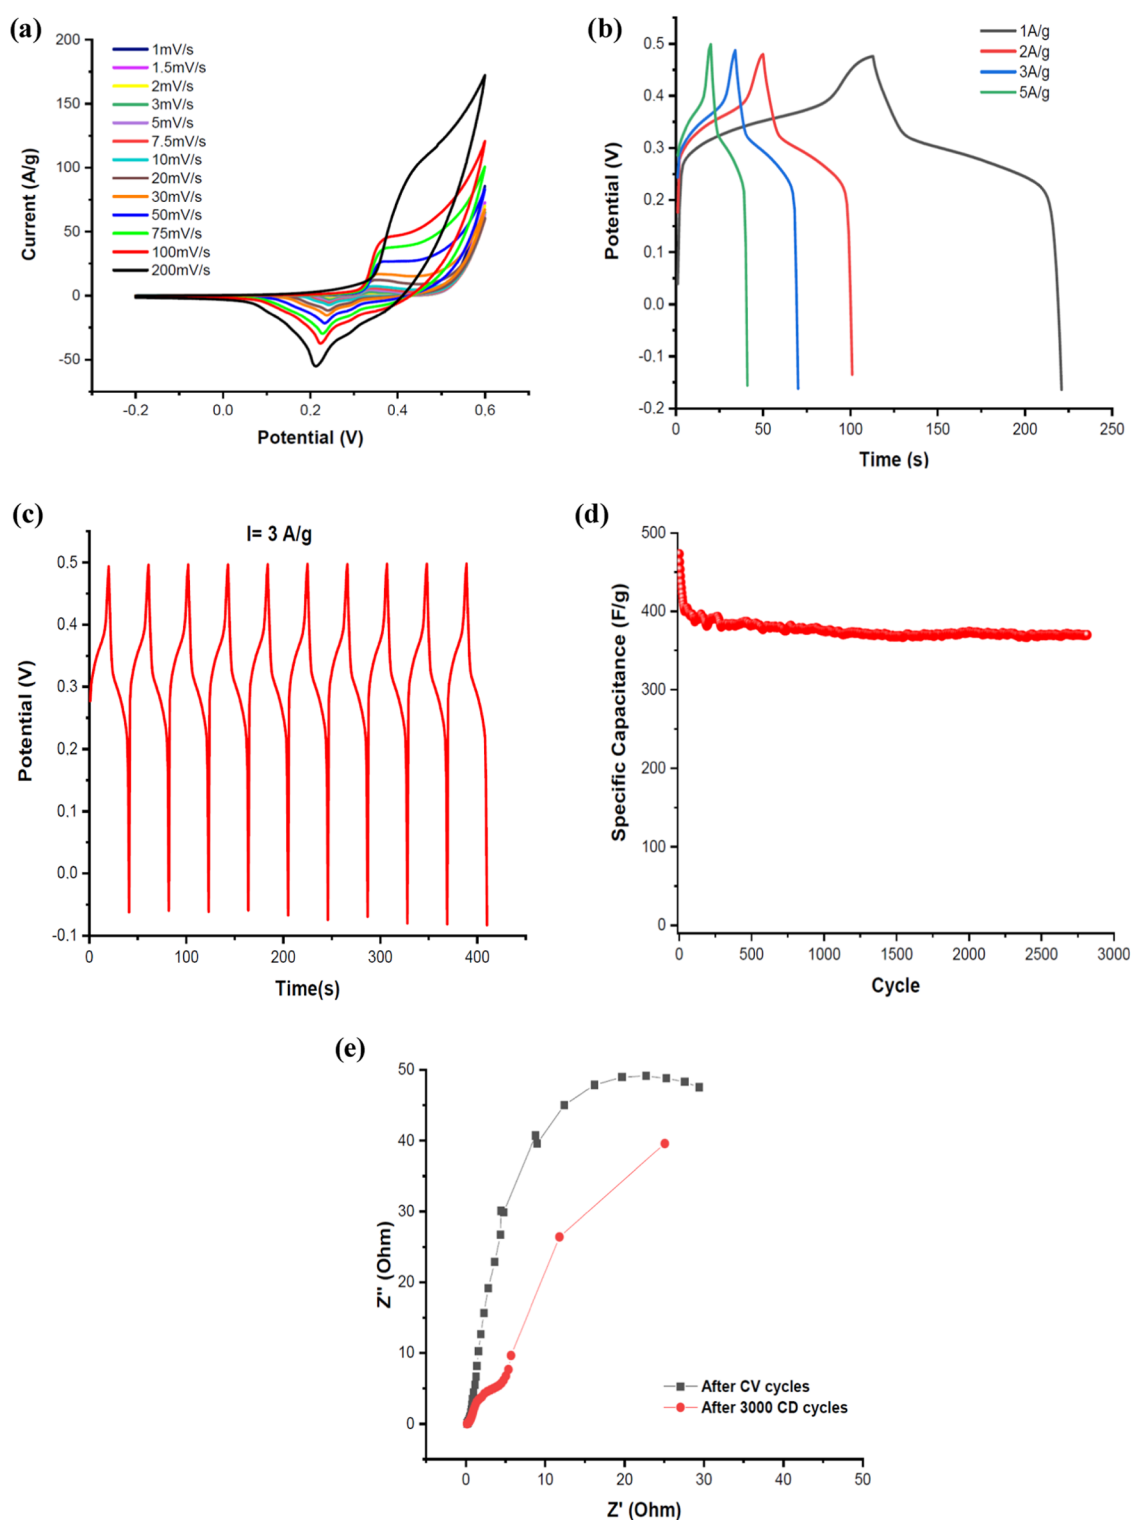 (a)
200
150
100
50
0
-50
-0.2
0.0
0.2
0.4
0.6
Current (A/g)
Potential (V)
1mV/s
1.5mV/s
2mV/s
3mV/s
5mV/s
7.5mV/s
10mV/s
20mV/s
30mV/s
50mV/s
75mV/s
100mV/s
200mV/s
(b)
0.5
0.4
0.3
0.2
0.1
0.0
-0.1
-0.2
0
50
100
150
200
250
Potential (V)
Time (s)
1A/g
2A/g
3A/g
5A/g
(c)
I= 3 A/g
0.5
0.4
0.3
0.2
0.1
0.0
-0.1
0
100
200
300
400
Potential (V)
Time(s)
(d)
500
400
300
200
100
0
0
500
1000
1500
2000
2500
3000
Specific Capacitance (F/g)
Cycle
(e)
50
40
30
20
10
0
0
10
20
30
40
50
Z'' (Ohm)
Z' (Ohm)
After CV cycles
After 3000 CD cycles